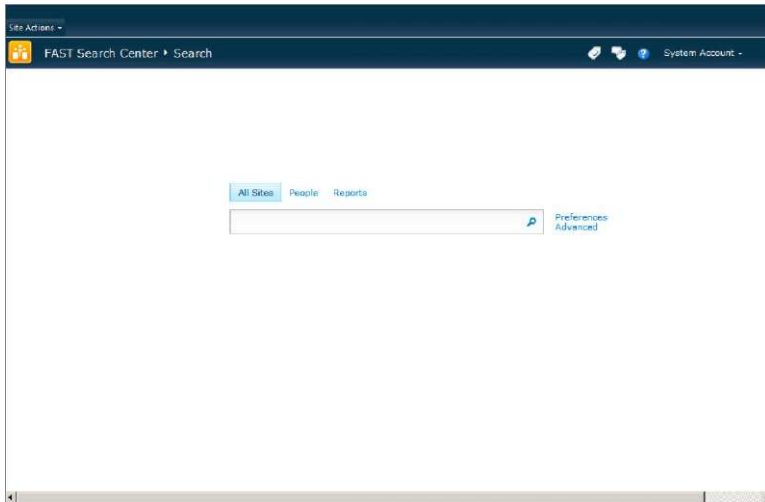 Site Actions
FAST Search Center ▸ Search
System Account
All Sites People Reports
Preferences
Advanced